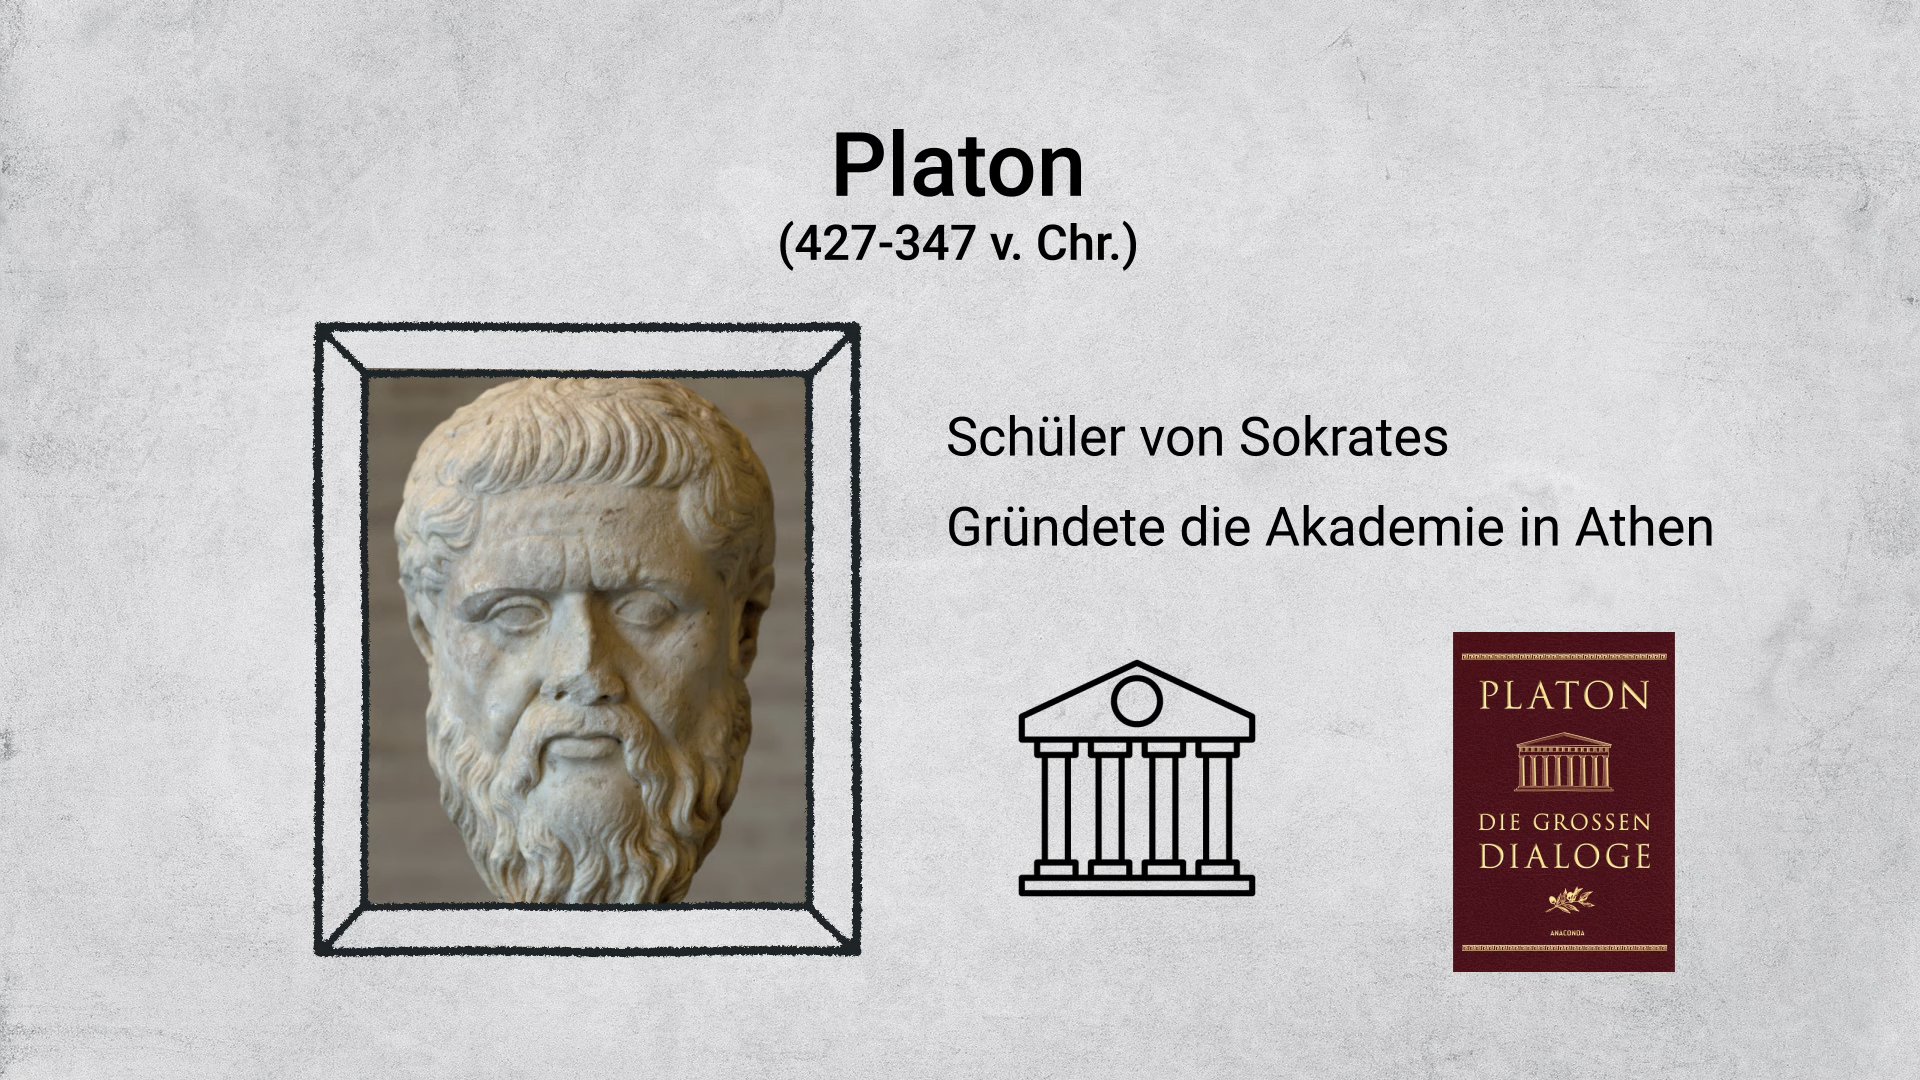 Platon
(427-347 v. Chr.)
Schüler von Sokrates
Gründete die Akademie in Athen
PLATON
DIE GROSSEN
DIALOGE
ANACONDA